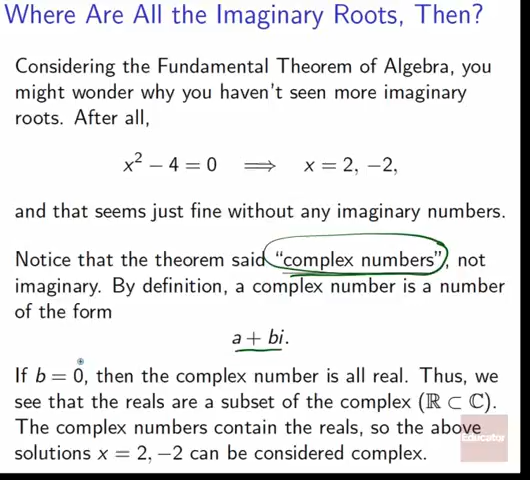 Where Are All the Imaginary Roots, Then?
Considering the Fundamental Theorem of Algebra, you
might wonder why you haven't seen more imaginary
roots. After all,
x² − 4 = 0 ⟹ x = 2, −2,
and that seems just fine without any imaginary numbers.
Notice that the theorem said "complex numbers", not
imaginary. By definition, a complex number is a number
of the form
a + bi.
If b = 0, then the complex number is all real. Thus, we
see that the reals are a subset of the complex (ℝ ⊂ ℂ).
The complex numbers contain the reals, so the above
Educator
solutions x = 2, −2 can be considered complex.